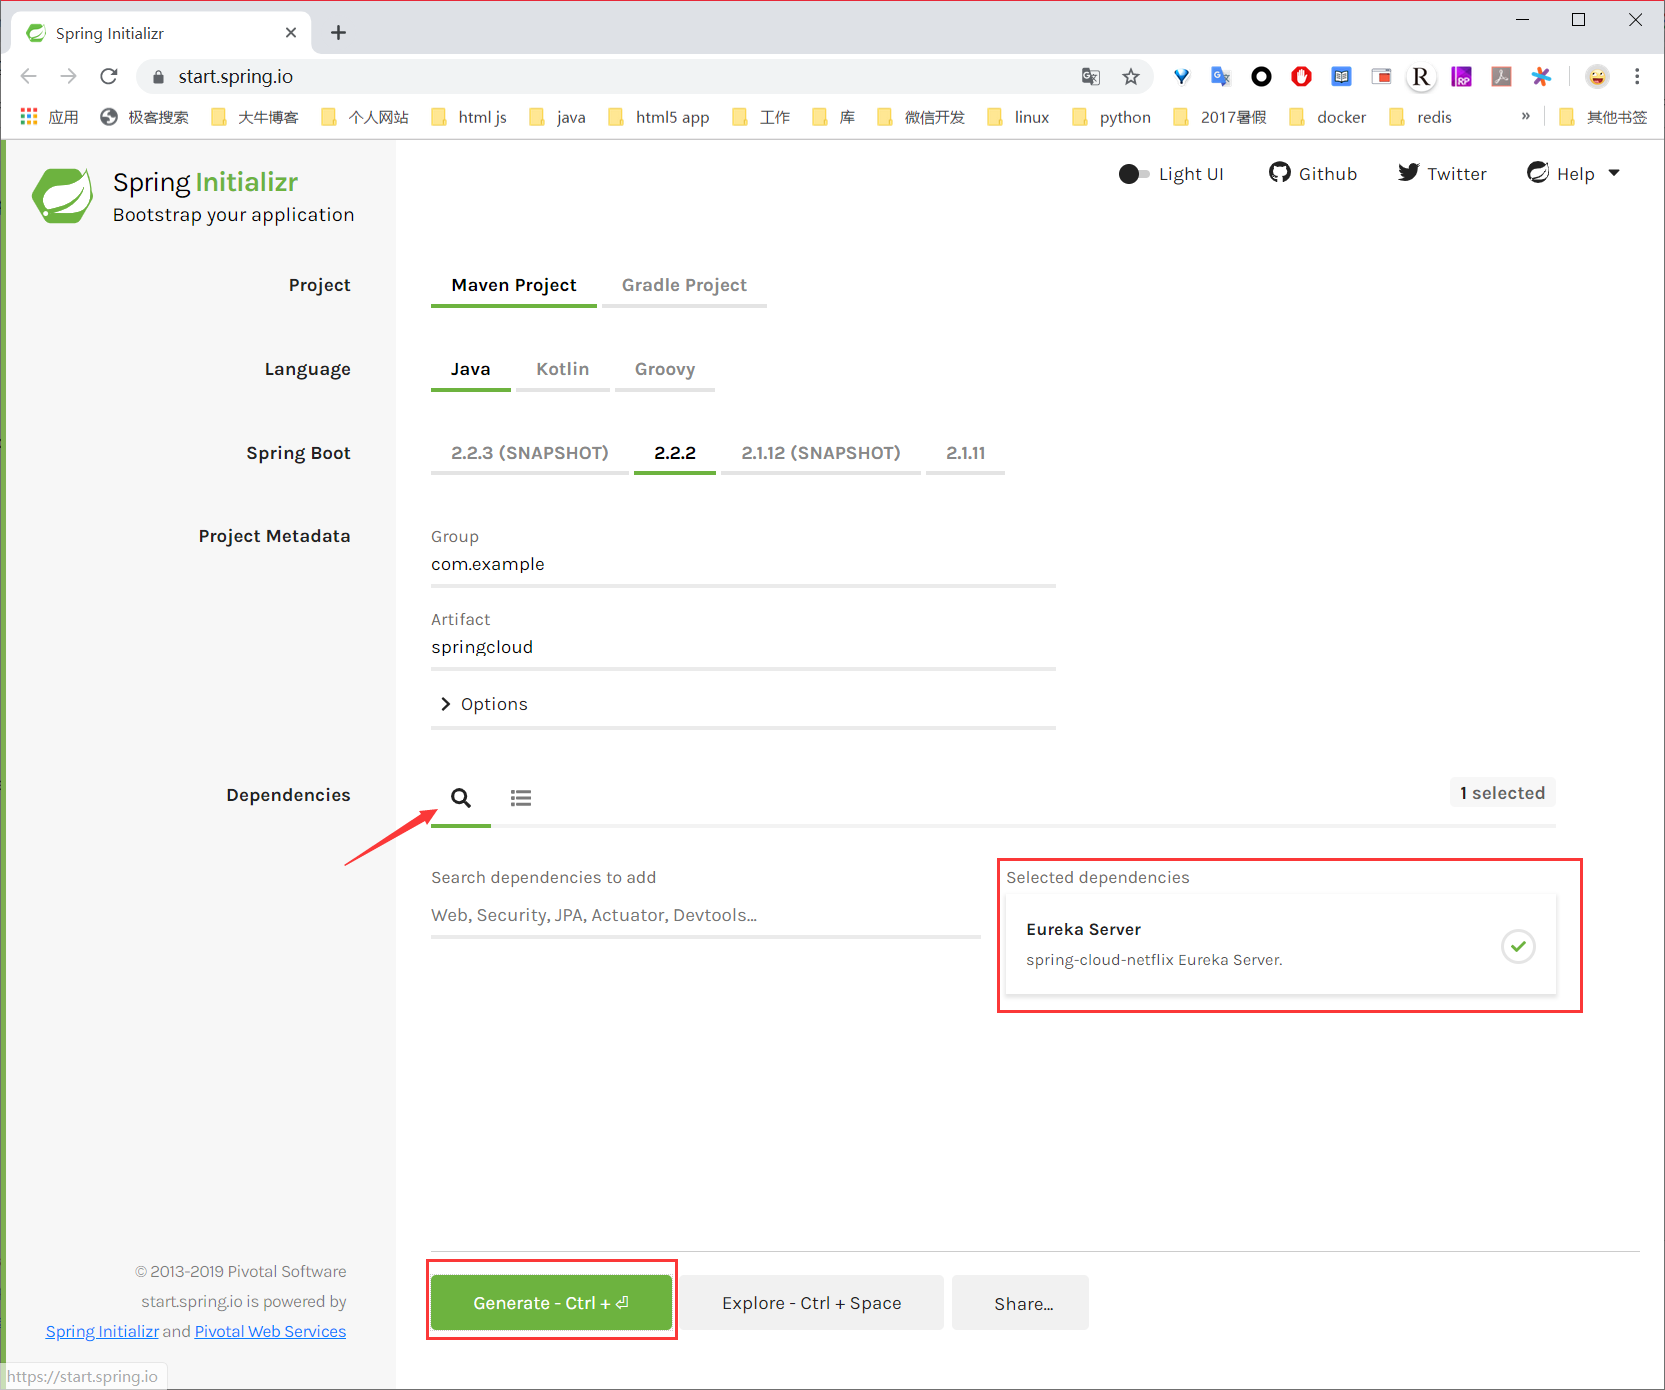 Spring Initializr
start.spring.io
应用 极客搜索 大牛博客 个人网站 html js java html5 app 工作 库 微信开发 linux python 2017暑假 docker redis » 其他书签
Spring Initializr
Bootstrap your application
Light UI Github Twitter Help
Project
Maven Project Gradle Project
Language
Java Kotlin Groovy
Spring Boot
2.2.3 (SNAPSHOT) 2.2.2 2.1.12 (SNAPSHOT) 2.1.11
Project Metadata
Group
com.example
Artifact
springcloud
Options
Dependencies
1 selected
Search dependencies to add
Web, Security, JPA, Actuator, Devtools...
Selected dependencies
Eureka Server
spring-cloud-netflix Eureka Server.
© 2013-2019 Pivotal Software
start.spring.io is powered by
Spring Initializr and Pivotal Web Services
Generate - Ctrl + ⏎
Explore - Ctrl + Space
Share...
https://start.spring.io